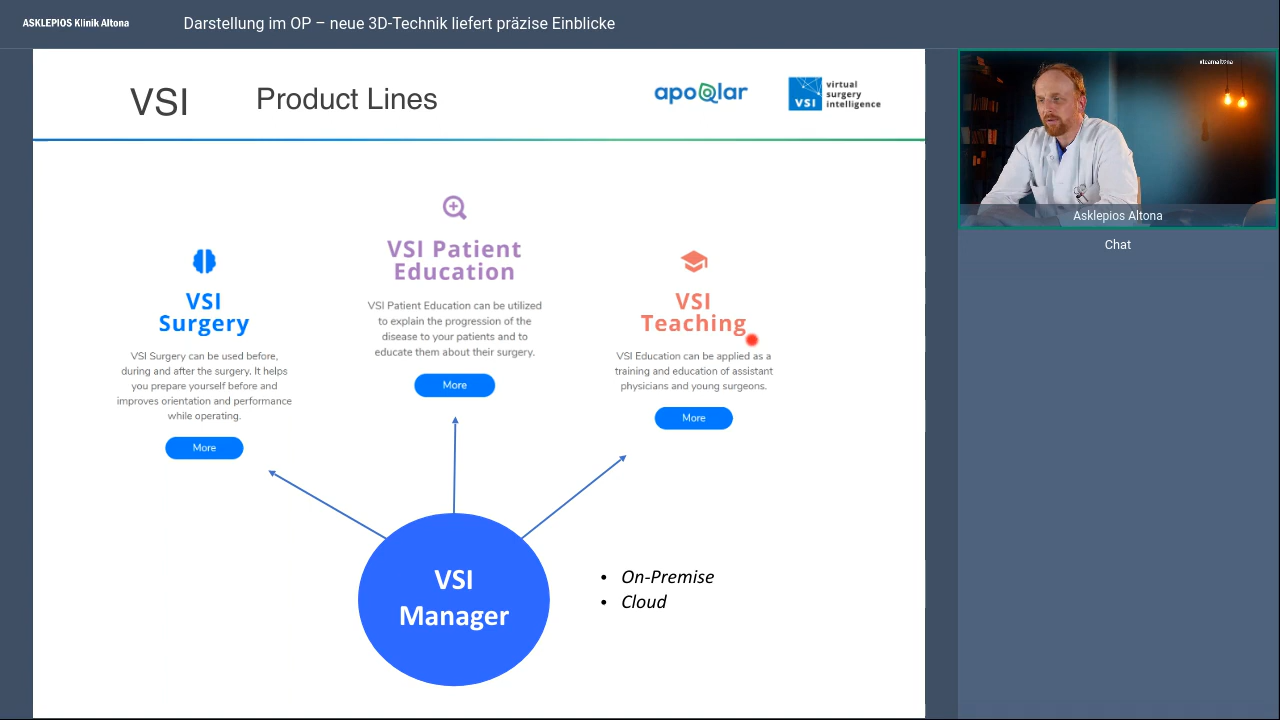 ASKLEPIOS Klinik Altona
Darstellung im OP – neue 3D-Technik liefert präzise Einblicke
VSI
Product Lines
apoQlar
VSI
virtual
surgery
intelligence
#teamaltona
Asklepios Altona
Chat
VSI
Surgery
VSI Surgery can be used before,
during and after the surgery. It helps
you prepare yourself before and
improves orientation and performance
while operating.
More
VSI Patient
Education
VSI Patient Education can be utilized
to explain the progression of the
disease to your patients and to
educate them about their surgery.
More
VSI
Teaching
VSI Education can be applied as a
training and education of assistant
physicians and young surgeons.
More
VSI
Manager
• On-Premise
• Cloud